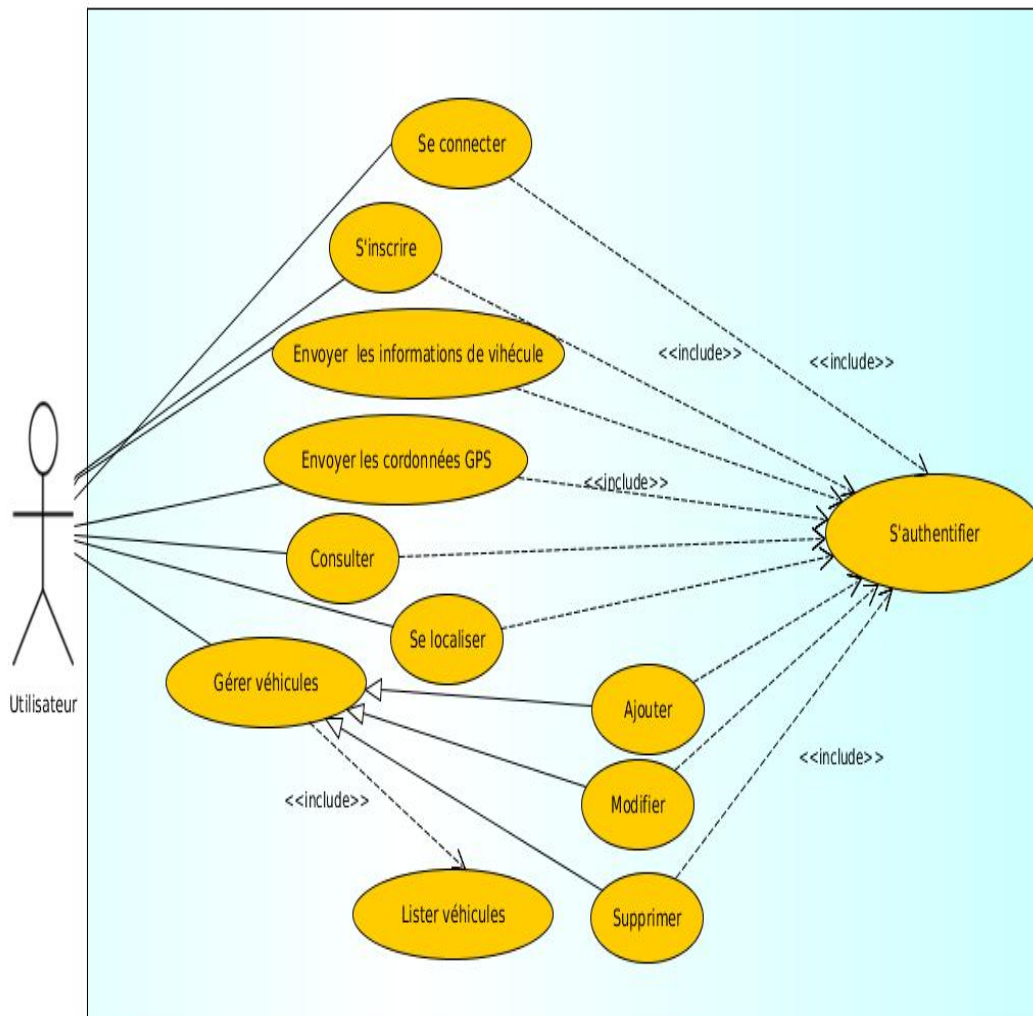 Se connecter
S'inscrire
Envoyer les informations de vihécule
<<include>>
<<include>>
Envoyer les cordonnées GPS
<<include>>
S'authentifier
Consulter
Se localiser
Utilisateur
Gérer véhicules
Ajouter
<<include>>
Modifier
<<include>>
Lister véhicules
Supprimer